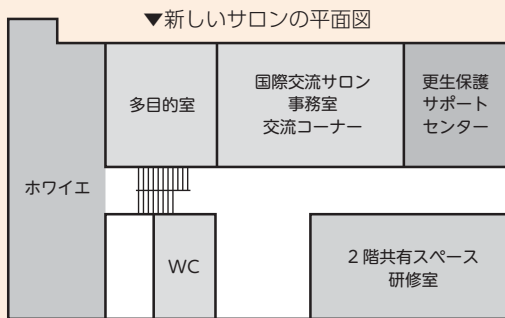 ▼新しいサロンの平面図
多目的室
国際交流サロン
事務室
交流コーナー
更生保護
サポート
センター
ホワイエ
WC
2階共有スペース
研修室